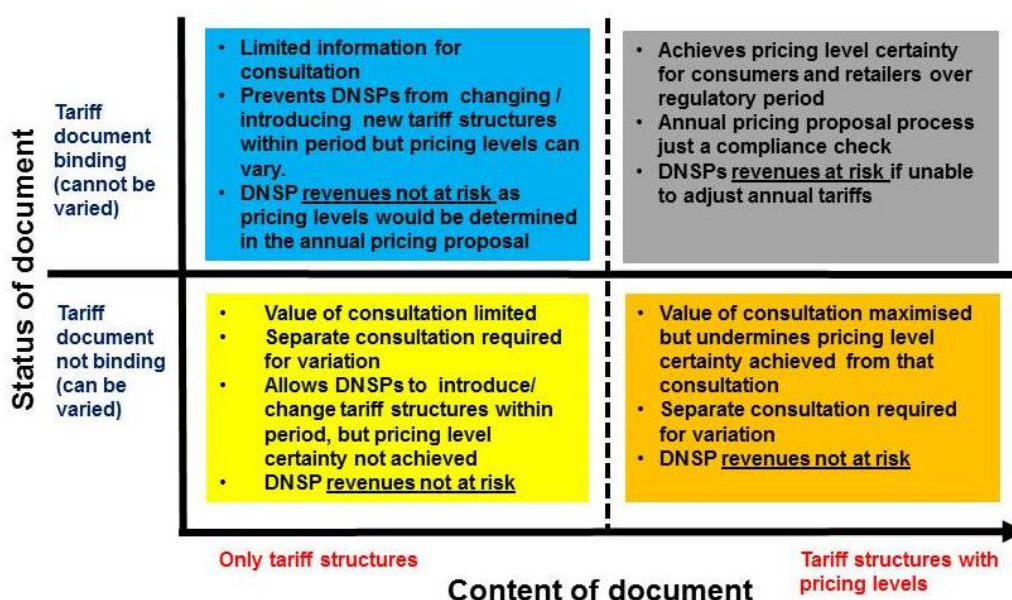 Status of document
Tariff
document
binding
(cannot be
varied)
• Limited information for
consultation
• Prevents DNSPs from changing /
introducing new tariff structures
within period but pricing levels can
vary.
• DNSP revenues not at risk as
pricing levels would be determined
in the annual pricing proposal
• Achieves pricing level certainty
for consumers and retailers over
regulatory period
• Annual pricing proposal process
just a compliance check
• DNSPs revenues at risk if unable
to adjust annual tariffs
Tariff
document
not binding
(can be
varied)
• Value of consultation limited
• Separate consultation required
for variation
• Allows DNSPs to introduce/
change tariff structures within
period, but pricing level
certainty not achieved
• DNSP revenues not at risk
• Value of consultation maximised
but undermines pricing level
certainty achieved from that
consultation
• Separate consultation required
for variation
• DNSP revenues not at risk
Only tariff structures
Tariff structures with
pricing levels
Content of document